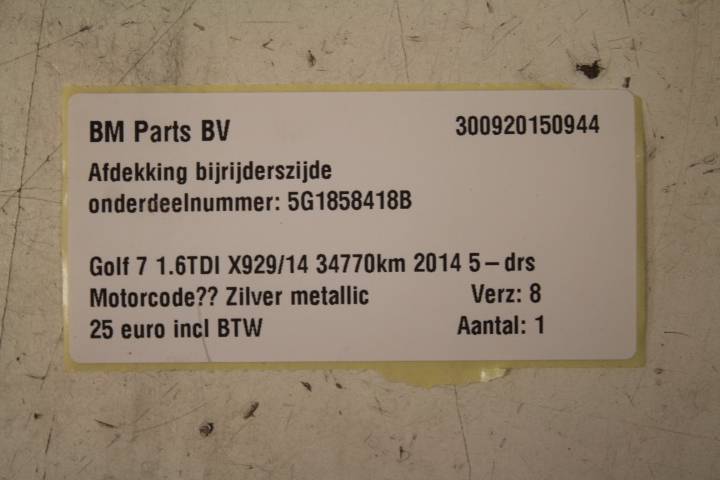 BM Parts BV 300920150944
Afdekking bijrijderszijde
onderdeelnummer: 5G1858418B
Golf 7 1.6TDI X929/14 34770km 2014 5-drs
Motorcode?? Zilver metallic Verz: 8
25 euro incl BTW Aantal: 1